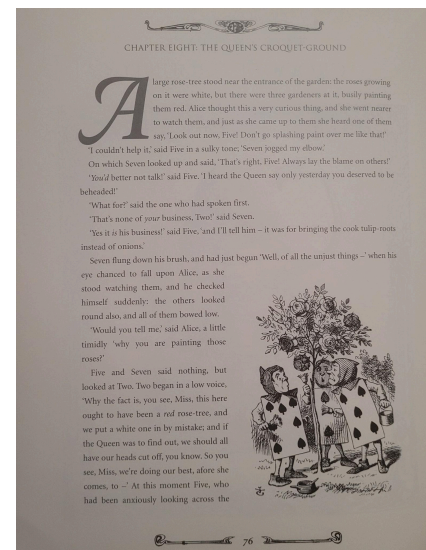 CHAPTER EIGHT: THE QUEEN'S CROQUET-GROUND
A large rose-tree stood near the entrance of the garden: the roses growing
on it were white, but there were three gardeners at it, busily painting
them red. Alice thought this a very curious thing, and she went nearer
to watch them, and just as she came up to them she heard one of them
say, 'Look out now, Five! Don't go splashing paint over me like that!'
'I couldn't help it,' said Five in a sulky tone, 'Seven jogged my elbow.'
On which Seven looked up and said, 'That's right, Five! Always lay the blame on others!'
'You'd better not talk!' said Five. 'I heard the Queen say only yesterday you deserved to be
beheaded!'
'What for?' said the one who had spoken first.
'That's none of your business, Two!' said Seven.
'Yes it is his business!' said Five, 'and I'll tell him – it was for bringing the cook tulip-roots
instead of onions.'
Seven flung down his brush, and had just begun 'Well, of all the unjust things –' when his
eye chanced to fall upon Alice, as she
stood watching them, and he checked
himself suddenly: the others looked
round also, and all of them bowed low.
'Would you tell me,' said Alice, a little
timidly 'why you are painting those
roses?'
Five and Seven said nothing, but
looked at Two. Two began in a low voice,
'Why the fact is, you see, Miss, this here
ought to have been a real rose-tree, and
we put a white one in by mistake; and if
the Queen was to find out, we should all
have our heads cut off, you know. So you
see, Miss, we're doing our best, afore she
comes, to –' At this moment Five, who
had been anxiously looking across the
76